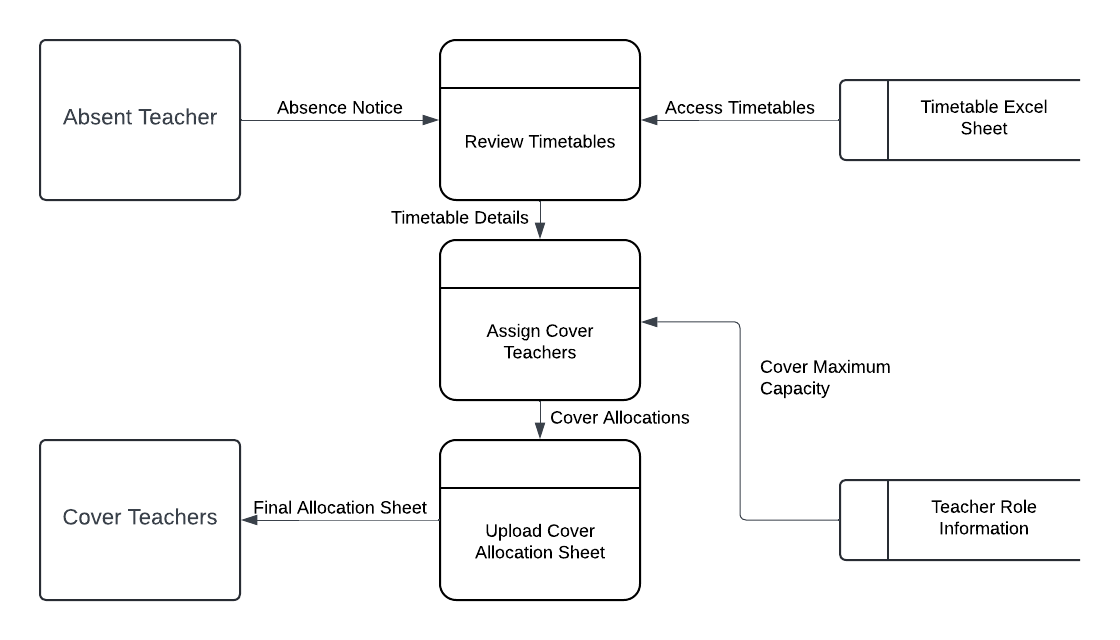 Absent Teacher
Absence Notice
Review Timetables
Access Timetables
Timetable Excel
Sheet
Timetable Details
Assign Cover
Teachers
Cover Maximum
Capacity
Cover Allocations
Cover Teachers
Final Allocation Sheet
Upload Cover
Allocation Sheet
Teacher Role
Information